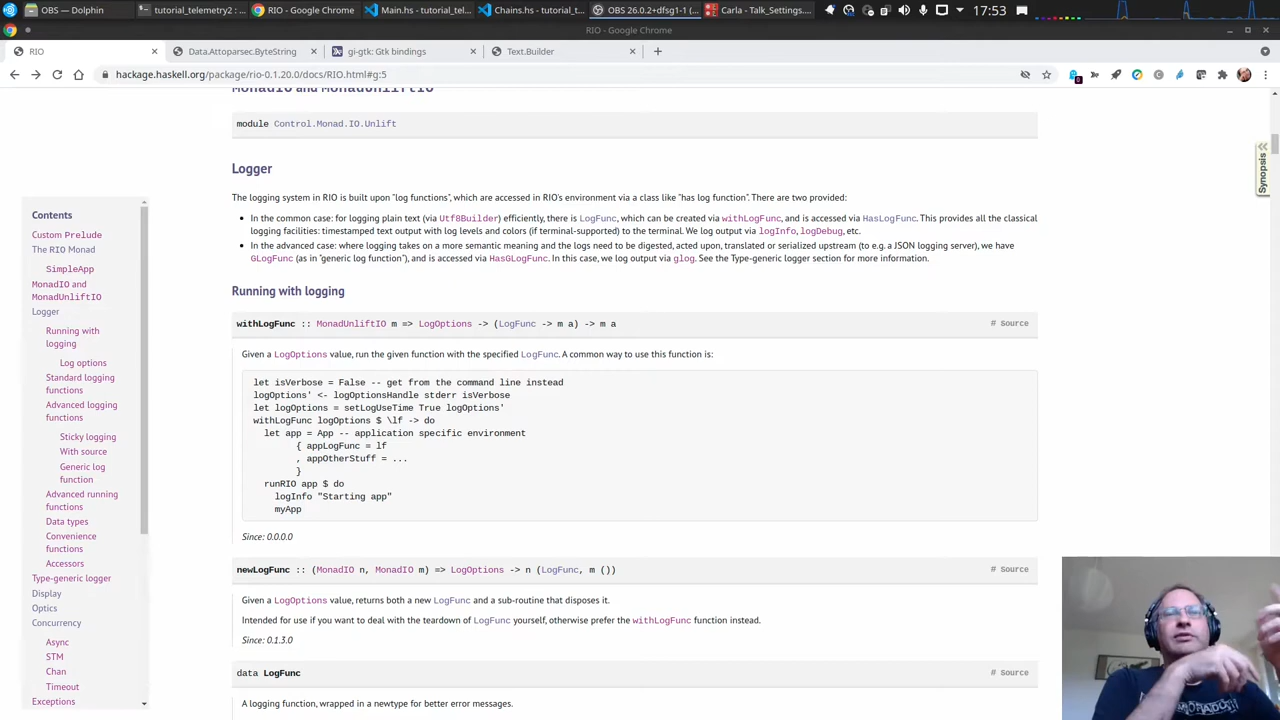 OBS — Dolphin
tutorial_telemetry2 : ...
RIO - Google Chrome
Main.hs - tutorial_tel...
Chains.hs - tutorial_t...
OBS 26.0.2+dfsg1-1 (...
Carla - Talk_Settings....
17:53
RIO - Google Chrome
RIO
Data.Attoparsec.ByteString
gi-gtk: Gtk bindings
Text.Builder
hackage.haskell.org/package/rio-0.1.20.0/docs/RIO.html#g:5
MonadIO and MonadUnliftIO
module Control.Monad.IO.Unlift
Synopsis
Logger
The logging system in RIO is built upon "log functions", which are accessed in RIO's environment via a class like "has log function". There are two provided:
In the common case: for logging plain text (via Utf8Builder) efficiently, there is LogFunc, which can be created via withLogFunc, and is accessed via HasLogFunc. This provides all the classical
logging facilities: timestamped text output with log levels and colors (if terminal-supported) to the terminal. We log output via logInfo, logDebug, etc.
In the advanced case: where logging takes on a more semantic meaning and the logs need to be digested, acted upon, translated or serialized upstream (to e.g. a JSON logging server), we have
GLogFunc (as in "generic log function"), and is accessed via HasGLogFunc. In this case, we log output via glog. See the Type-generic logger section for more information.
Running with logging
withLogFunc :: MonadUnliftIO m => LogOptions -> (LogFunc -> m a) -> m a
# Source
Given a LogOptions value, run the given function with the specified LogFunc. A common way to use this function is:
let isVerbose = False -- get from the command line instead
logOptions' <- logOptionsHandle stderr isVerbose
let logOptions = setLogUseTime True logOptions'
withLogFunc logOptions $ \lf -> do
let app = App -- application specific environment
{ appLogFunc = lf
, appOtherStuff = ...
}
runRIO app $ do
logInfo "Starting app"
myApp
Since: 0.0.0.0
newLogFunc :: (MonadIO n, MonadIO m) => LogOptions -> n (LogFunc, m ())
# Source
Given a LogOptions value, returns both a new LogFunc and a sub-routine that disposes it.
Intended for use if you want to deal with the teardown of LogFunc yourself, otherwise prefer the withLogFunc function instead.
Since: 0.1.3.0
data LogFunc
# Source
A logging function, wrapped in a newtype for better error messages.
Contents
Custom Prelude
The RIO Monad
SimpleApp
MonadIO and
MonadUnliftIO
Logger
Running with
logging
Log options
Standard logging
functions
Advanced logging
functions
Sticky logging
With source
Generic log
function
Advanced running
functions
Data types
Convenience
functions
Accessors
Type-generic logger
Display
Optics
Concurrency
Async
STM
Chan
Timeout
Exceptions